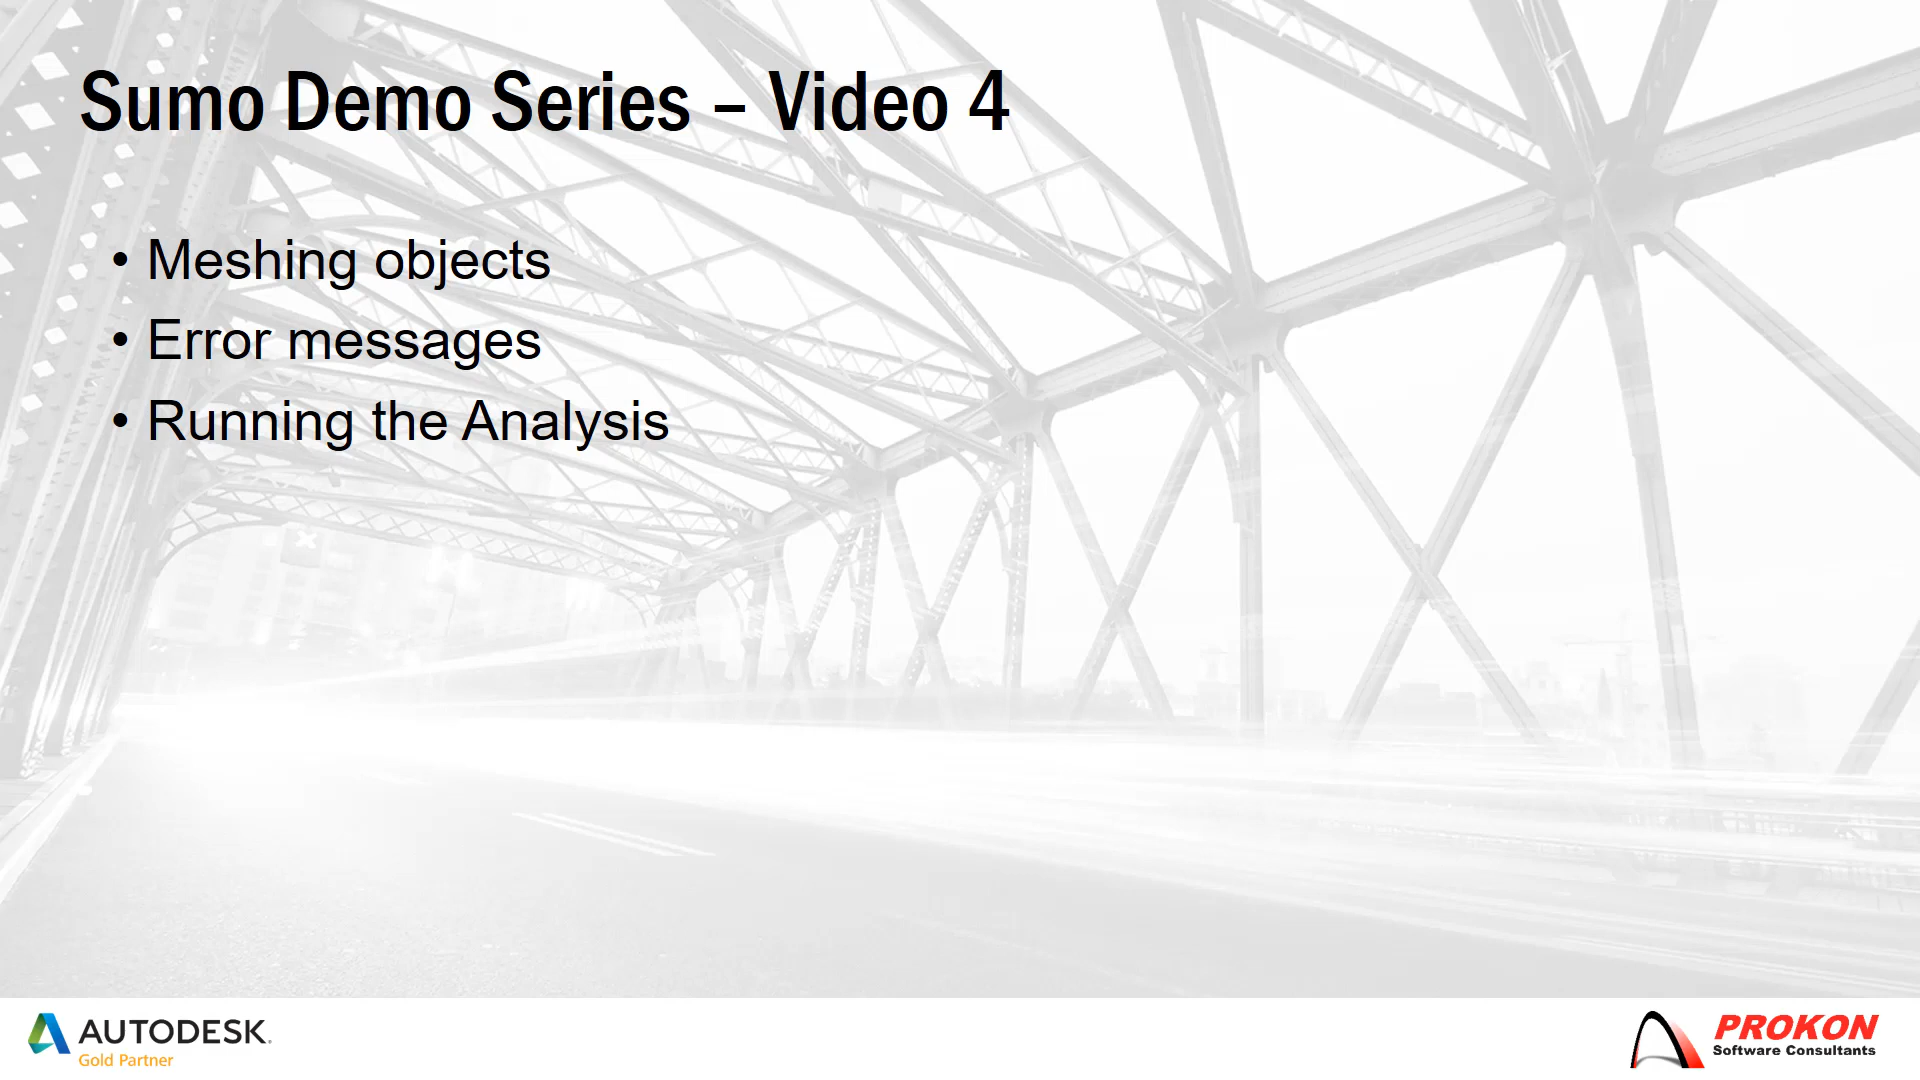 Sumo Demo Series – Video 4
• Meshing objects
• Error messages
• Running the Analysis
AUTODESK.
Gold Partner
PROKON
Software Consultants